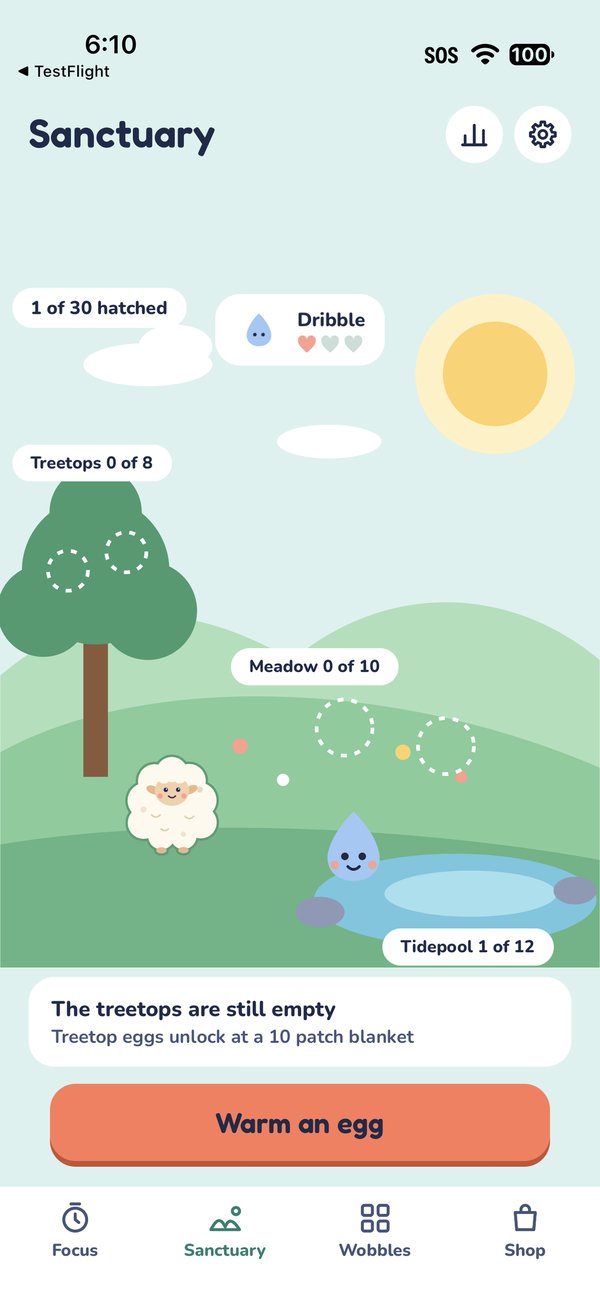 6:10
SOS
100
◀ TestFlight
Sanctuary
1 of 30 hatched
Dribble
Treetops 0 of 8
Meadow 0 of 10
Tidepool 1 of 12
The treetops are still empty
Treetop eggs unlock at a 10 patch blanket
Warm an egg
Focus
Sanctuary
Wobbles
Shop